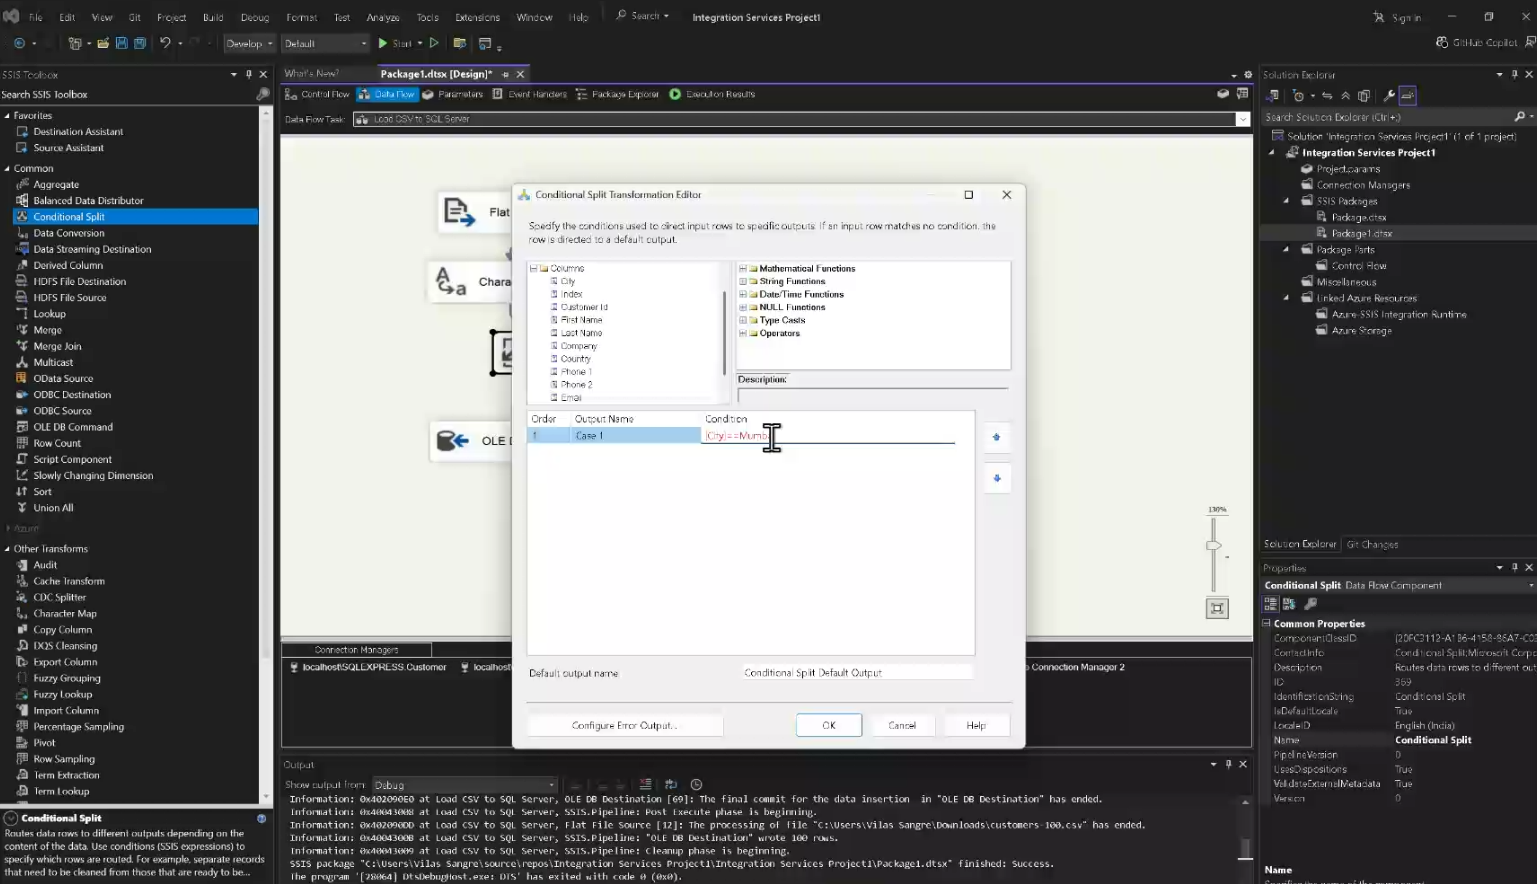 File Edit View Git Project Build Debug Format Test Analyze Tools Extensions Window Help Search Integration Services Project1 Sign in
Develop Default Start GitHub Copilot
SSIS Toolbox
Search SSIS Toolbox
Favorites
Destination Assistant
Source Assistant
Common
Aggregate
Balanced Data Distributor
Conditional Split
Data Conversion
Data Streaming Destination
Derived Column
HDFS File Destination
HDFS File Source
Lookup
Merge
Merge Join
Multicast
OData Source
ODBC Destination
ODBC Source
OLE DB Command
Row Count
Script Component
Slowly Changing Dimension
Sort
Union All
Azure
Other Transforms
Audit
Cache Transform
CDC Splitter
Character Map
Copy Column
DQS Cleansing
Export Column
Fuzzy Grouping
Fuzzy Lookup
Import Column
Percentage Sampling
Pivot
Row Sampling
Term Extraction
Term Lookup
Conditional Split
Routes data rows to different outputs depending on the
content of the data. Use conditions (SSIS expressions) to
specify which rows are routed. For example, separate records
that need to be cleaned from those that are ready to be...
What's New? Package1.dtsx [Design]*
Control Flow Data Flow Parameters Event Handlers Package Explorer Execution Results
Data Flow Task: Load CSV to SQL Server
Flat
Chara
OLE D
130%
Conditional Split Transformation Editor
Specify the conditions used to direct input rows to specific outputs. If an input row matches no condition, the
row is directed to a default output.
Columns
City
Index
Customer Id
First Name
Last Name
Company
Country
Phone 1
Phone 2
Email
Mathematical Functions
String Functions
Date/Time Functions
NULL Functions
Type Casts
Operators
Description:
Order Output Name Condition
1 Case 1 [City]==Mumb
Default output name Conditional Split Default Output
Configure Error Output... OK Cancel Help
Connection Managers
localhost\SQLEXPRESS.Customer localhost Connection Manager 2
Output
Show output from: Debug
Information: 0x402090E0 at Load CSV to SQL Server, OLE DB Destination [69]: The final commit for the data insertion in "OLE DB Destination" has ended.
Information: 0x40043008 at Load CSV to SQL Server, SSIS.Pipeline: Post Execute phase is beginning.
Information: 0x402090DD at Load CSV to SQL Server, Flat File Source [12]: The processing of file "C:\Users\Vilas Sangre\Downloads\customers-100.csv" has ended.
Information: 0x4004300B at Load CSV to SQL Server, SSIS.Pipeline: "OLE DB Destination" wrote 100 rows.
Information: 0x40043009 at Load CSV to SQL Server, SSIS.Pipeline: Cleanup phase is beginning.
SSIS package "C:\Users\Vilas Sangre\source\repos\Integration Services Project1\Integration Services Project1\Package1.dtsx" finished: Success.
The program '[28064] DtsDebugHost.exe: DTS' has exited with code 0 (0x0).
Solution Explorer
Search Solution Explorer (Ctrl+;)
Solution 'Integration Services Project1' (1 of 1 project)
Integration Services Project1
Project.params
Connection Managers
SSIS Packages
Package.dtsx
Package1.dtsx
Package Parts
Control Flow
Miscellaneous
Linked Azure Resources
Azure-SSIS Integration Runtime
Azure Storage
Solution Explorer Git Changes
Properties
Conditional Split Data Flow Component
Common Properties
ComponentClassID
ContactInfo Conditional Split;Microsoft Corpo
Description Routes data rows to different out
ID 369
IdentificationString Conditional Split
IsDefaultLocale True
LocaleID English (India)
Name Conditional Split
PipelineVersion 0
UsesDispositions True
ValidateExternalMetadata True
Version 0
Name